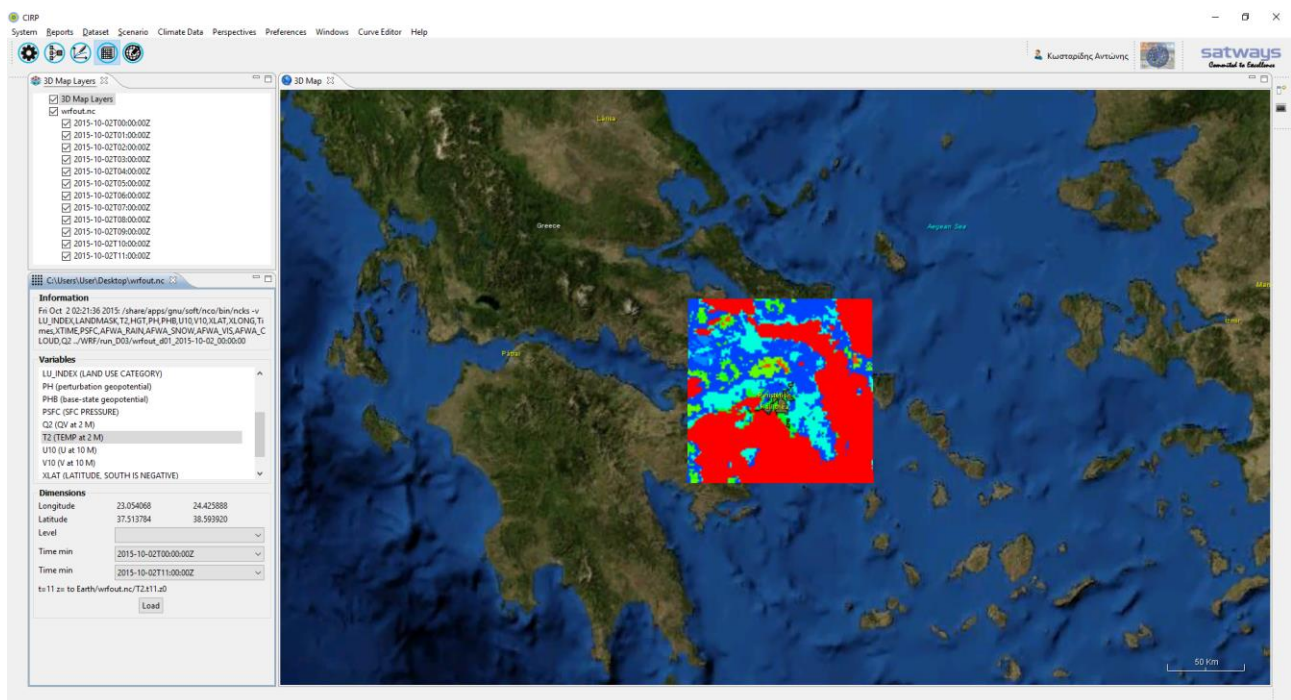 CIRP
System Reports Dataset Scenario Climate Data Perspectives Preferences Windows Curve Editor Help
Κωσταρίδης Αντώνης
satways
Committed to Excellence
3D Map Layers
3D Map Layers
wrfout.nc
2015-10-02T00:00:00Z
2015-10-02T01:00:00Z
2015-10-02T02:00:00Z
2015-10-02T03:00:00Z
2015-10-02T04:00:00Z
2015-10-02T05:00:00Z
2015-10-02T06:00:00Z
2015-10-02T07:00:00Z
2015-10-02T08:00:00Z
2015-10-02T09:00:00Z
2015-10-02T10:00:00Z
2015-10-02T11:00:00Z
C:\Users\User\Desktop\wrfout.nc
Information
Fri Oct 2 02:21:36 2015: /share/apps/gnu/soft/nco/bin/ncks -v
LU_INDEX,LANDMASK,T2,HGT,PH,PHB,U10,V10,XLAT,XLONG,Ti
mes,XTIME,PSFC,AFWA_RAIN,AFWA_SNOW,AFWA_VIS,AFWA_C
LOUD,Q2 ../WRF/run_D03/wrfout_d01_2015-10-02_00:00:00
Variables
LU_INDEX (LAND USE CATEGORY)
PH (perturbation geopotential)
PHB (base-state geopotential)
PSFC (SFC PRESSURE)
Q2 (QV at 2 M)
T2 (TEMP at 2 M)
U10 (U at 10 M)
V10 (V at 10 M)
XLAT (LATITUDE, SOUTH IS NEGATIVE)
Dimensions
Longitude 23.054068 24.425888
Latitude 37.513784 38.593920
Level
Time min 2015-10-02T00:00:00Z
Time min 2015-10-02T11:00:00Z
t=11 z= to Earth/wrfout.nc/T2.t11.z0
Load
3D Map
Lamia
Greece
Aegean Sea
Patrai
50 Km